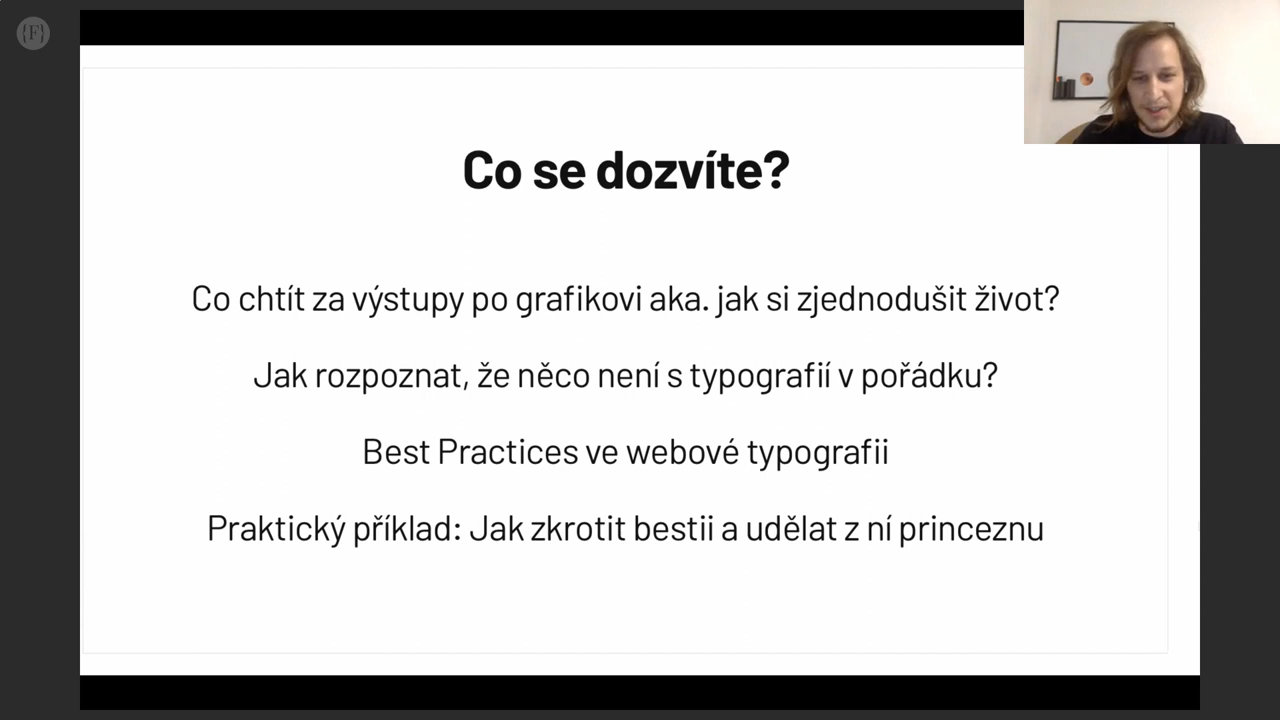 {F}
Co se dozvíte?
Co chtít za výstupy po grafikovi aka. jak si zjednodušit život?
Jak rozpoznat, že něco není s typografií v pořádku?
Best Practices ve webové typografii
Praktický příklad: Jak zkrotit bestii a udělat z ní princeznu